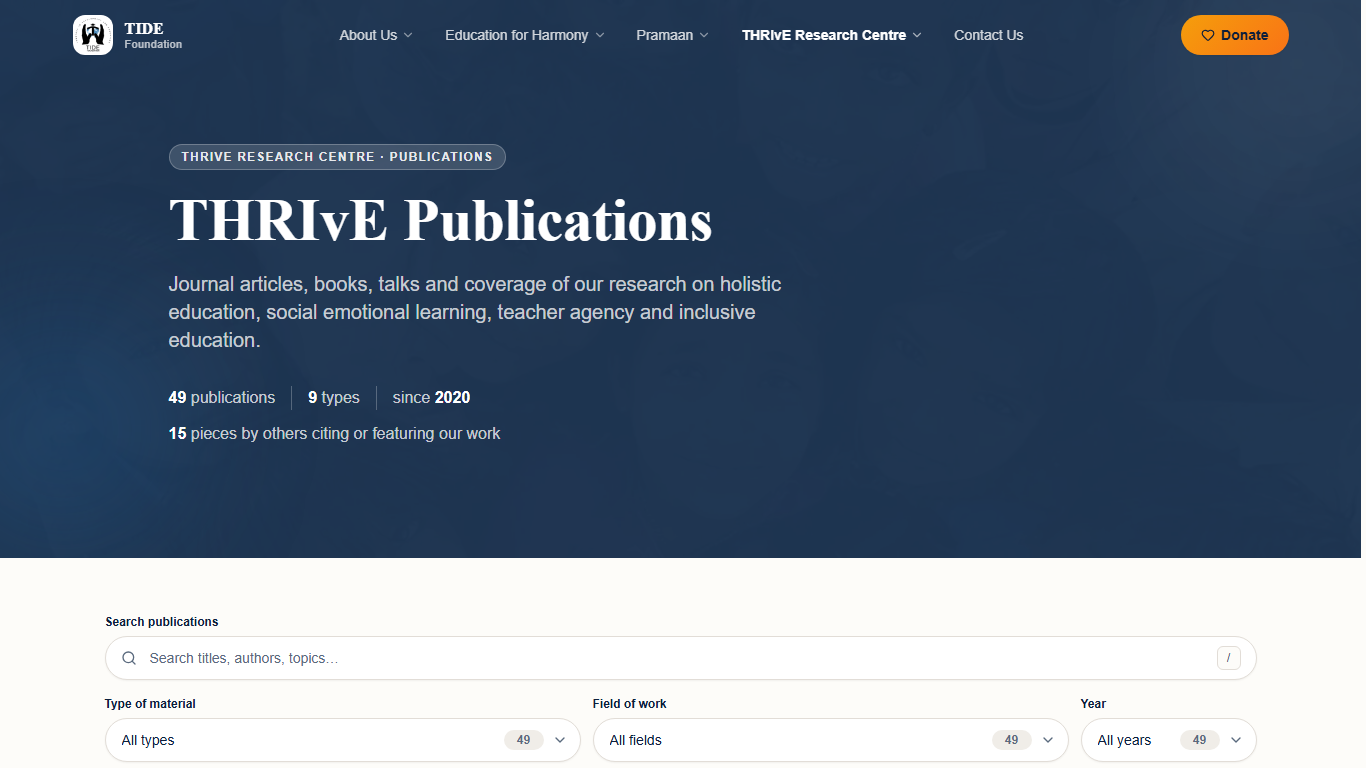 TIDE
Foundation
About Us
Education for Harmony
Pramaan
THRIvE Research Centre
Contact Us
Donate
THRIVE RESEARCH CENTRE · PUBLICATIONS
THRIvE Publications
Journal articles, books, talks and coverage of our research on holistic
education, social emotional learning, teacher agency and inclusive
education.
49 publications
9 types
since 2020
15 pieces by others citing or featuring our work
Search publications
Search titles, authors, topics…
/
Type of material
Field of work
Year
All types 49
All fields 49
All years 49